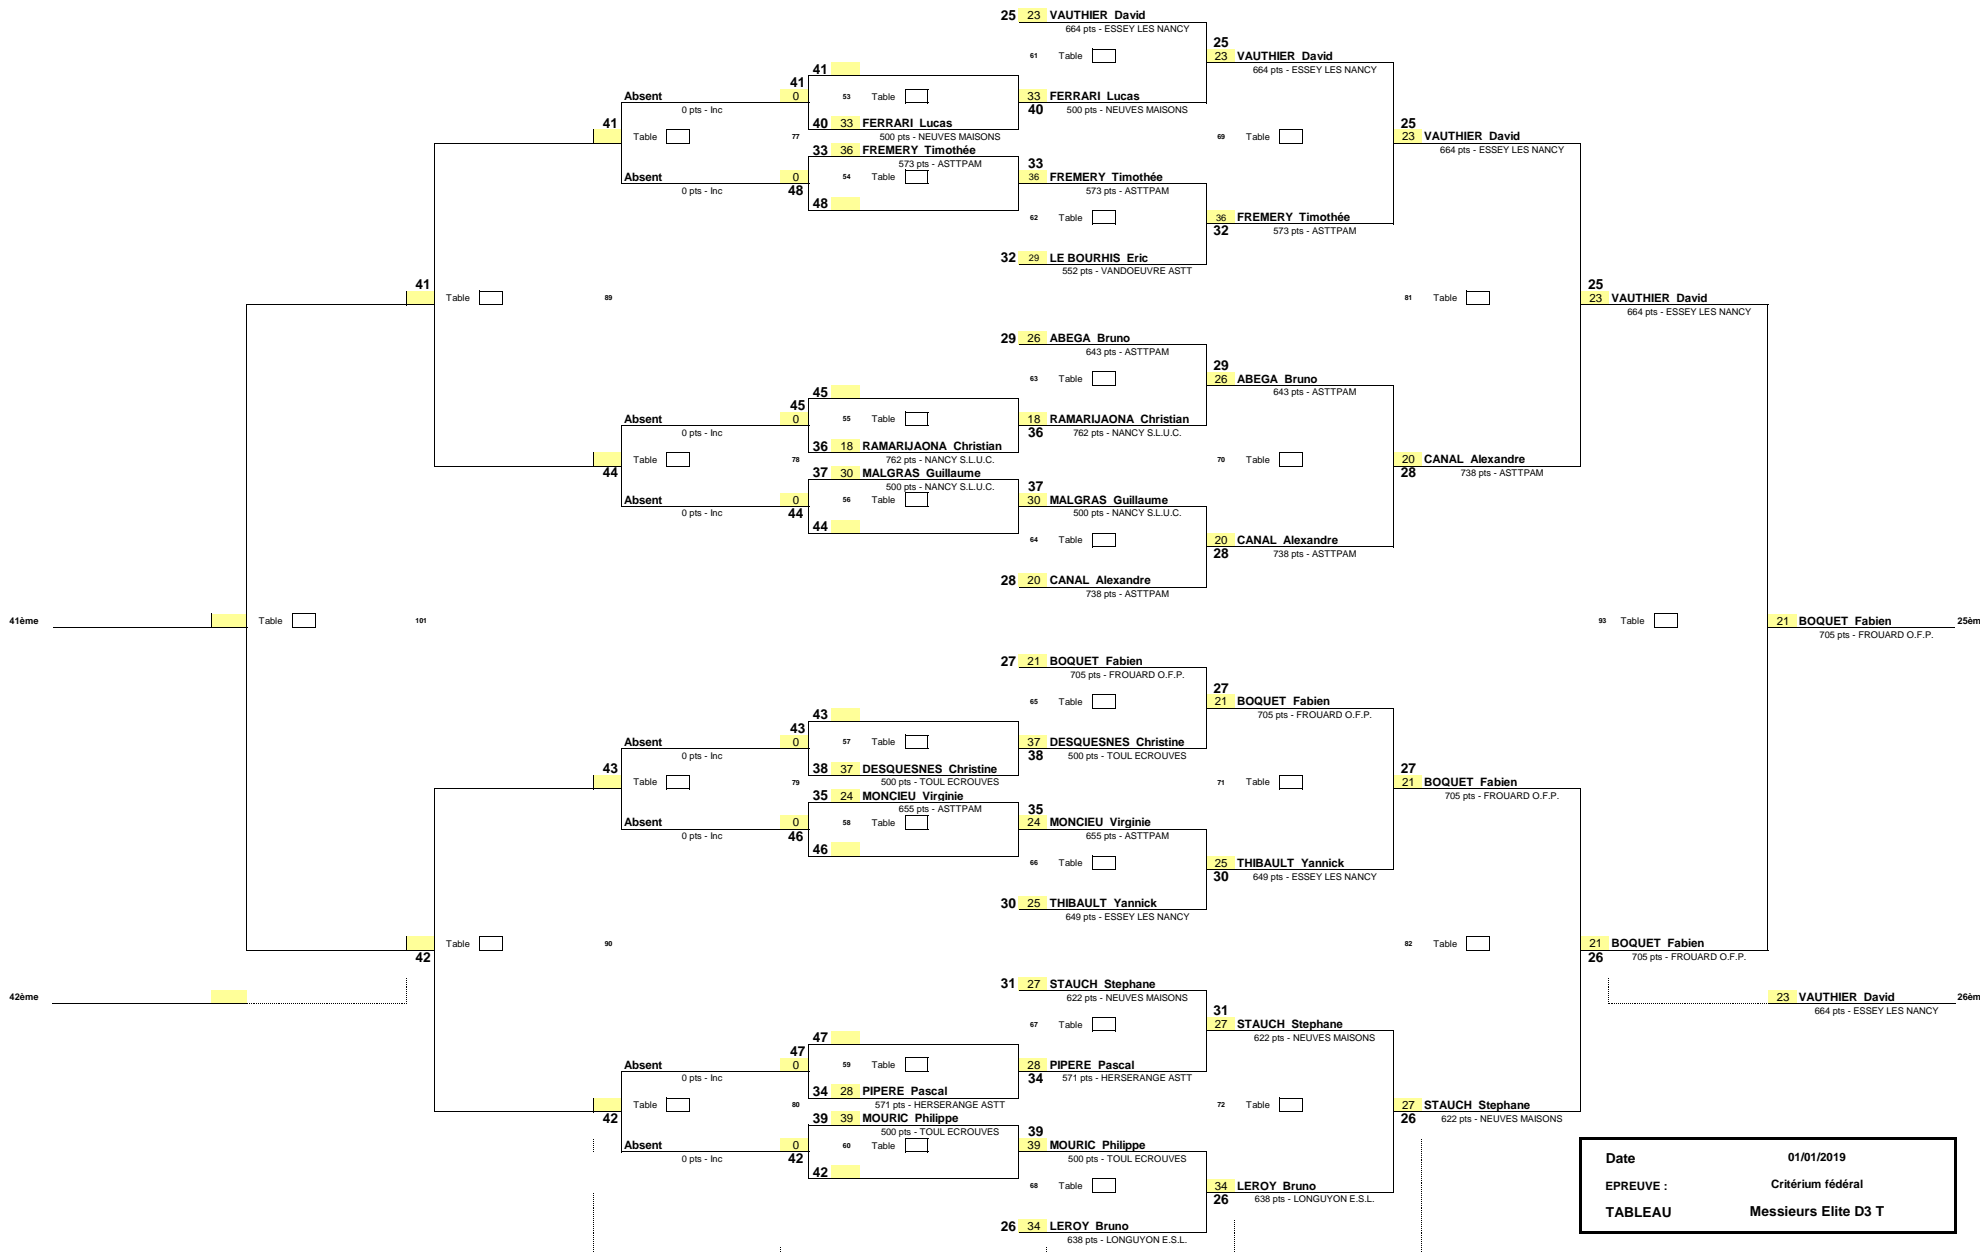 25 23 VAUTHIER David
664 pts - ESSEY LES NANCY
25
61 Table 23 VAUTHIER David
664 pts - ESSEY LES NANCY
41
41
Absent 0 53 Table 33 FERRARI Lucas
0 pts - Inc 40 500 pts - NEUVES MAISONS
41 40 33 FERRARI Lucas 25
Table 77 500 pts - NEUVES MAISONS 69 Table 23 VAUTHIER David
33 36 FREMERY Timothée 664 pts - ESSEY LES NANCY
573 pts - ASTTPAM 33
Absent 0 54 Table 36 FREMERY Timothée
0 pts - Inc 48 573 pts - ASTTPAM
48
62 Table 36 FREMERY Timothée
32 573 pts - ASTTPAM
32 29 LE BOURHIS Eric
552 pts - VANDOEUVRE ASTT
41 25
Table 89 81 Table 23 VAUTHIER David
664 pts - ESSEY LES NANCY
29 26 ABEGA Bruno
643 pts - ASTTPAM
29
63 Table 26 ABEGA Bruno
643 pts - ASTTPAM
45
45
Absent 0 55 Table 18 RAMARIJAONA Christian
0 pts - Inc 36 762 pts - NANCY S.L.U.C.
36 18 RAMARIJAONA Christian
Table 78 762 pts - NANCY S.L.U.C. 70 Table 20 CANAL Alexandre
44 37 30 MALGRAS Guillaume 28 738 pts - ASTTPAM
500 pts - NANCY S.L.U.C. 37
Absent 0 56 Table 30 MALGRAS Guillaume
0 pts - Inc 44 500 pts - NANCY S.L.U.C.
44
64 Table 20 CANAL Alexandre
28 738 pts - ASTTPAM
28 20 CANAL Alexandre
738 pts - ASTTPAM
41ème Table 101 93 Table 21 BOQUET Fabien 25èm
705 pts - FROUARD O.F.P.
27 21 BOQUET Fabien
705 pts - FROUARD O.F.P.
27
65 Table 21 BOQUET Fabien
705 pts - FROUARD O.F.P.
43
43
Absent 0 57 Table 37 DESQUESNES Christine
0 pts - Inc 38 500 pts - TOUL ECROUVES
43 38 37 DESQUESNES Christine 27
Table 79 500 pts - TOUL ECROUVES 71 Table 21 BOQUET Fabien
35 24 MONCIEU Virginie 705 pts - FROUARD O.F.P.
655 pts - ASTTPAM 35
Absent 0 58 Table 24 MONCIEU Virginie
0 pts - Inc 46 655 pts - ASTTPAM
46
66 Table 25 THIBAULT Yannick
30 649 pts - ESSEY LES NANCY
30 25 THIBAULT Yannick
649 pts - ESSEY LES NANCY
Table 90 82 Table 21 BOQUET Fabien
42 26 705 pts - FROUARD O.F.P.
31 27 STAUCH Stephane
42ème 622 pts - NEUVES MAISONS 23 VAUTHIER David 26èm
31 664 pts - ESSEY LES NANCY
67 Table 27 STAUCH Stephane
622 pts - NEUVES MAISONS
47
47
Absent 0 59 Table 28 PIPERE Pascal
0 pts - Inc 34 571 pts - HERSERANGE ASTT
34 28 PIPERE Pascal
Table 80 571 pts - HERSERANGE ASTT 72 Table 27 STAUCH Stephane
42 39 39 MOURIC Philippe 26 622 pts - NEUVES MAISONS
500 pts - TOUL ECROUVES 39
Absent 0 60 Table 39 MOURIC Philippe
0 pts - Inc 42 500 pts - TOUL ECROUVES
42
68 Table 34 LEROY Bruno
26 638 pts - LONGUYON E.S.L.
26 34 LEROY Bruno
638 pts - LONGUYON E.S.L.
Date 01/01/2019
EPREUVE : Critérium fédéral
TABLEAU Messieurs Elite D3 T